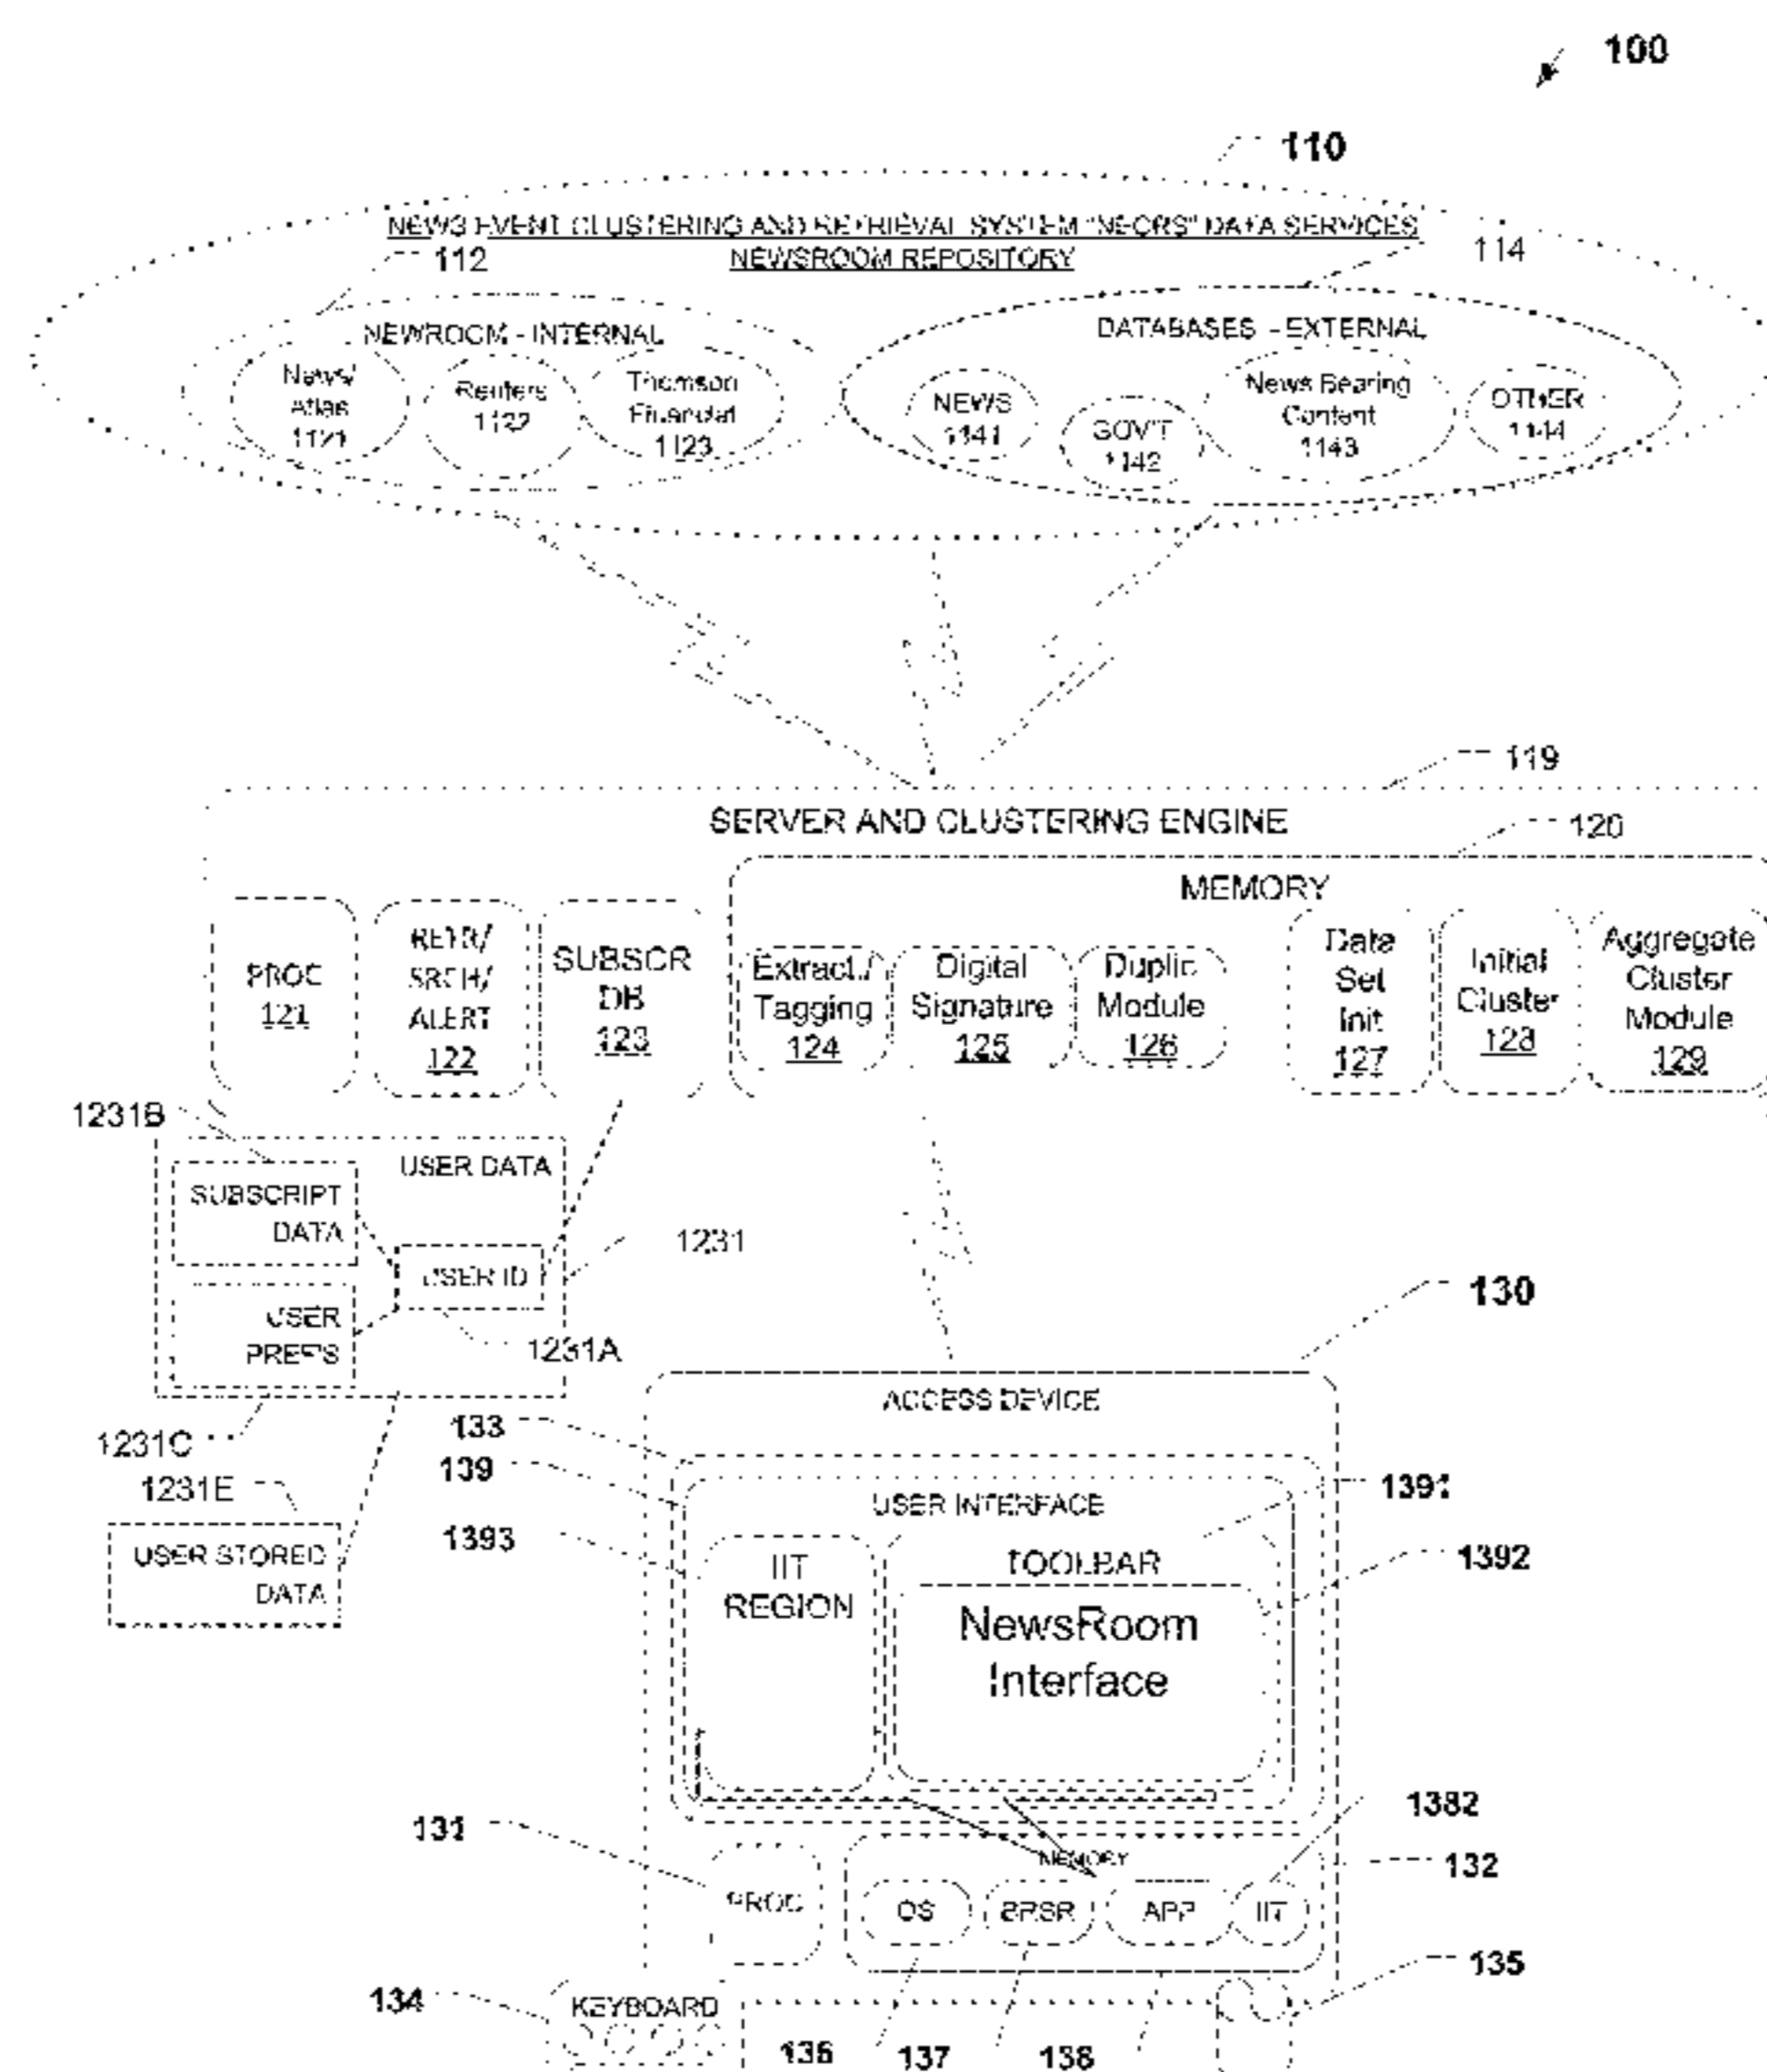 100
110
NEWS EVENT CLUSTERING AND RETRIEVAL SYSTEM "NECRS" DATA SERVICES
NEWSROOM REPOSITORY
112
114
NEWROOM - INTERNAL
DATABASES - EXTERNAL
News/
Atlas
1121
Reuters
1122
Thomson
Financial
1123
NEWS
1141
GOV'T
1142
News Bearing
Content
1143
OTHER
1144
119
SERVER AND CLUSTERING ENGINE
120
MEMORY
PROC
121
RETR/
SRCH/
ALERT
122
SUBSCR
DB
123
Extract./
Tagging
124
Digital
Signature
125
Duplic
Module
126
Data
Set
Init
127
Initial
Cluster
128
Aggregate
Cluster
Module
129
1231B
USER DATA
SUBSCRIPT
DATA
USER ID
1231
USER
PREFS
1231A
1231C
1231E
USER STORED
DATA
130
ACCESS DEVICE
133
139
1393
USER INTERFACE
1391
IIT
REGION
TOOLBAR
1392
NewsRoom
Interface
1382
131
MEMORY
132
PROC
OS
BRSR
APP
IIT
135
134
KEYBOARD
136
137
138